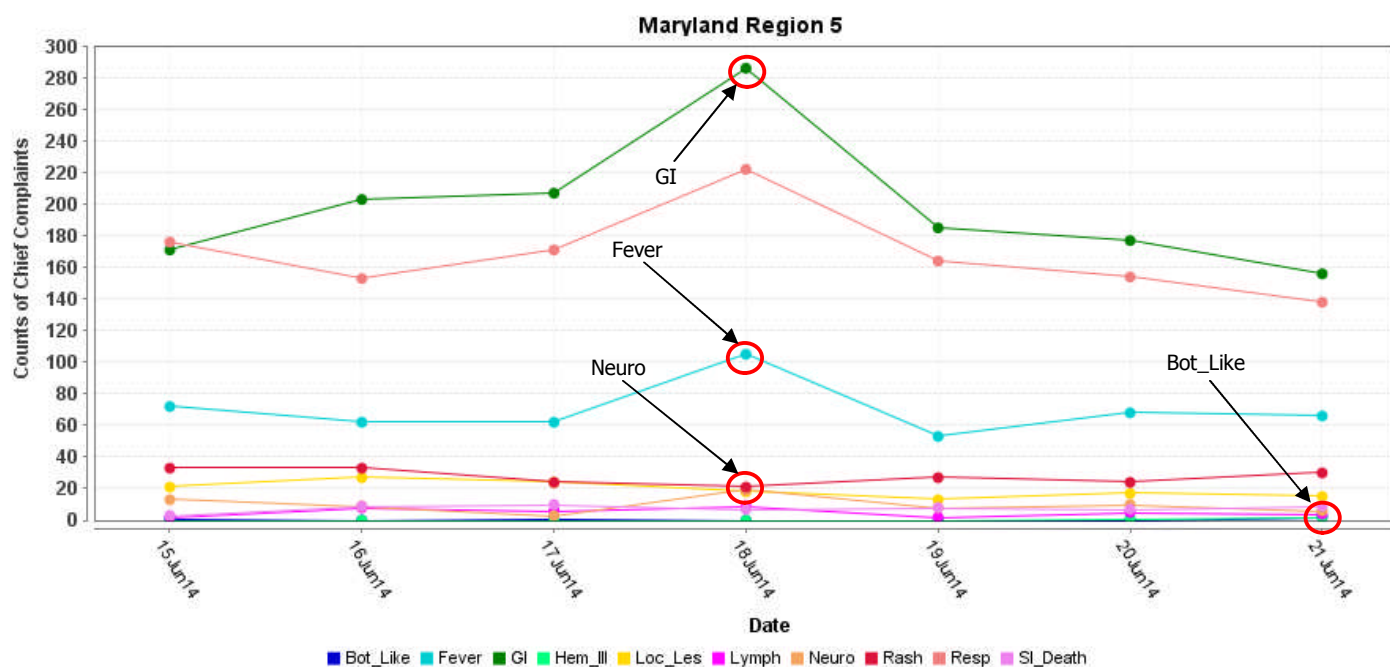 Maryland Region 5
Counts of Chief Complaints
300
280
260
240
220
200
180
160
140
120
100
80
60
40
20
0
GI
Fever
Neuro
Bot_Like
15Jun14
16Jun14
17Jun14
18Jun14
19Jun14
20Jun14
21Jun14
Date
Bot_Like Fever GI Hem_Ill Loc_Les Lymph Neuro Rash Resp SI_Death